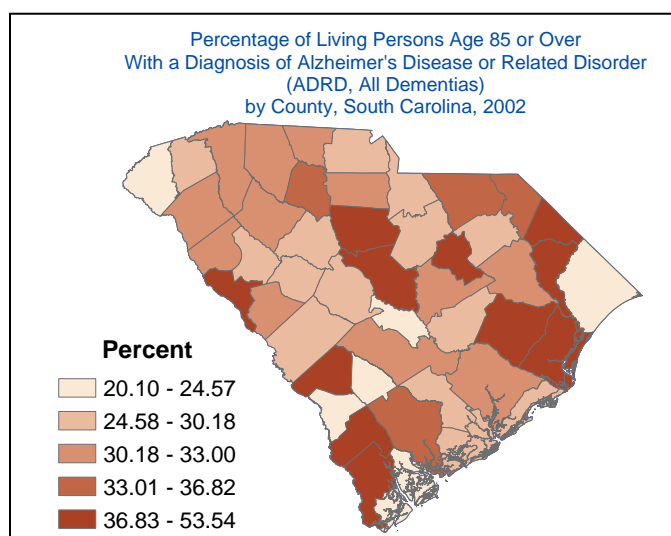 Percentage of Living Persons Age 85 or Over
With a Diagnosis of Alzheimer's Disease or Related Disorder
(ADRD, All Dementias)
by County, South Carolina, 2002
Percent
20.10 - 24.57
24.58 - 30.18
30.18 - 33.00
33.01 - 36.82
36.83 - 53.54